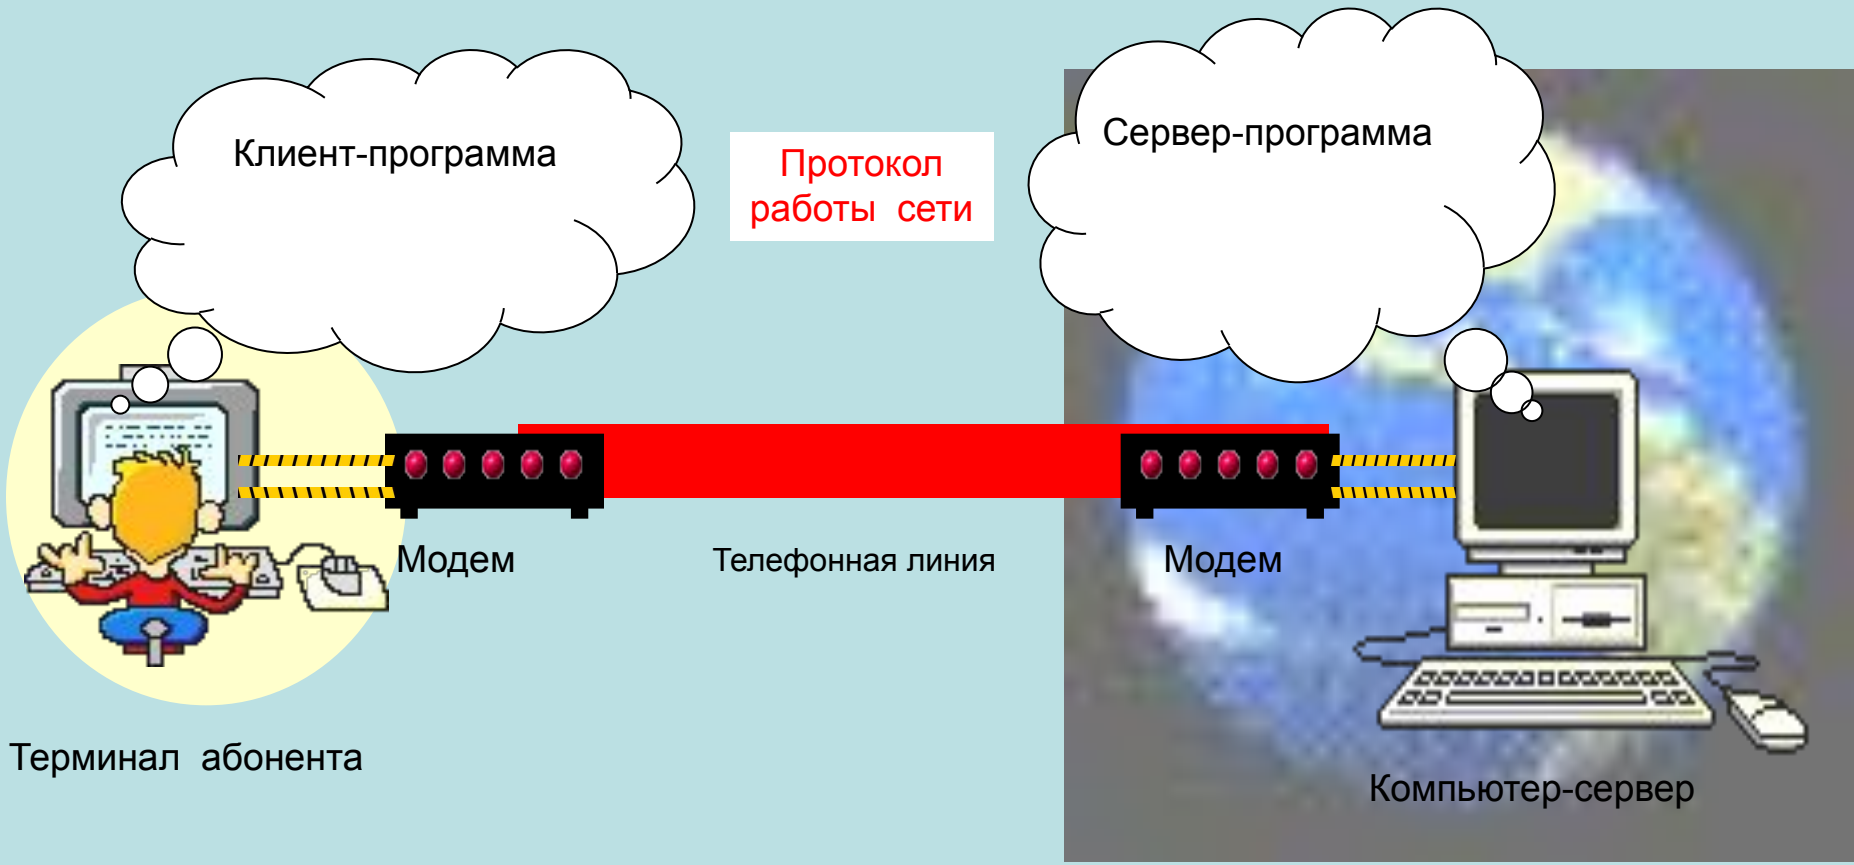 Клиент-программа
Протокол
работы сети
Сервер-программа
Модем
Телефонная линия
Модем
Терминал абонента
Компьютер-сервер